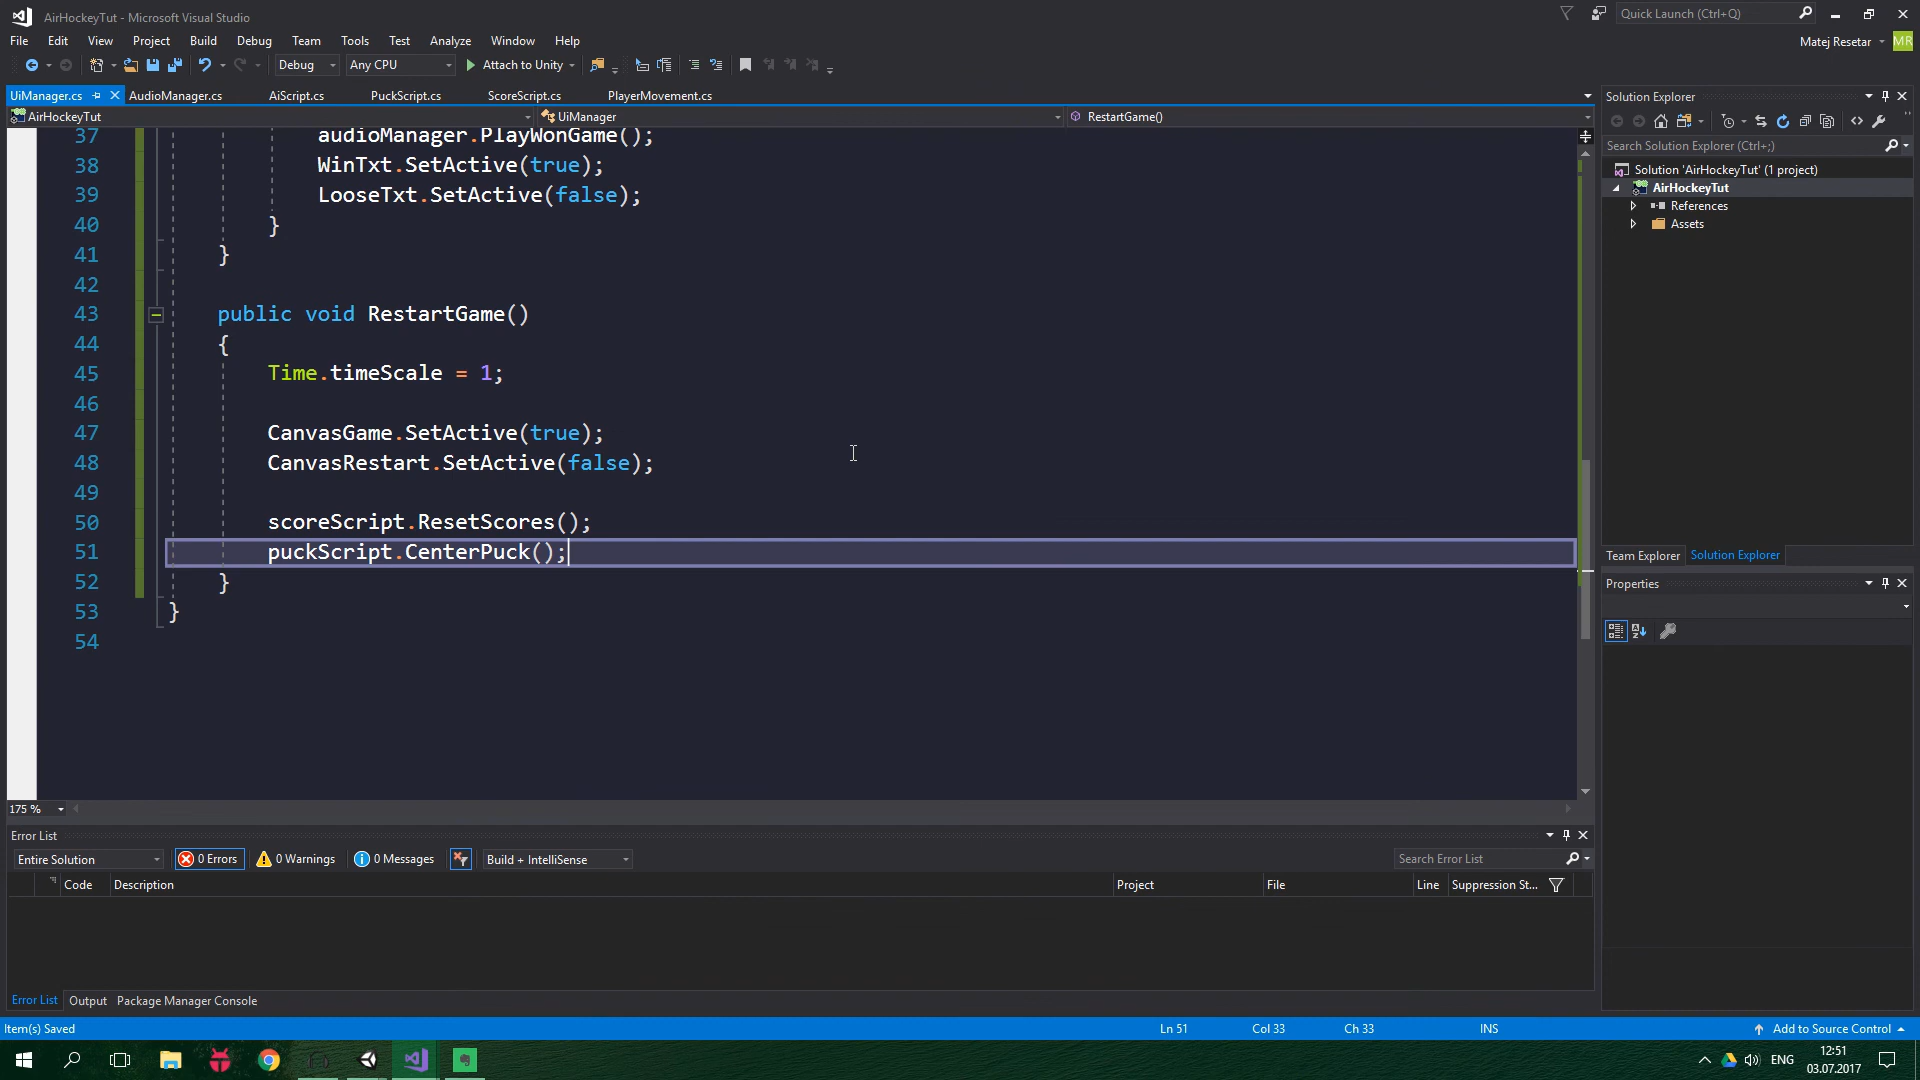 AirHockeyTut - Microsoft Visual Studio
Quick Launch (Ctrl+Q)
File Edit View Project Build Debug Team Tools Test Analyze Window Help
Matej Resetar MR
Debug Any CPU Attach to Unity
UiManager.cs AudioManager.cs AiScript.cs PuckScript.cs ScoreScript.cs PlayerMovement.cs
AirHockeyTut UiManager RestartGame()
37 audioManager.PlayWonGame();
38 WinTxt.SetActive(true);
39 LooseTxt.SetActive(false);
40 }
41 }
42
43 public void RestartGame()
44 {
45 Time.timeScale = 1;
46
47 CanvasGame.SetActive(true);
48 CanvasRestart.SetActive(false);
49
50 scoreScript.ResetScores();
51 puckScript.CenterPuck();
52 }
53 }
54
175 %
Solution Explorer
Search Solution Explorer (Ctrl+;)
Solution 'AirHockeyTut' (1 project)
AirHockeyTut
References
Assets
Team Explorer Solution Explorer
Properties
Error List
Entire Solution 0 Errors 0 Warnings 0 Messages Build + IntelliSense Search Error List
Code Description Project File Line Suppression St...
Error List Output Package Manager Console
Item(s) Saved Ln 51 Col 33 Ch 33 INS Add to Source Control
ENG 12:51
03.07.2017